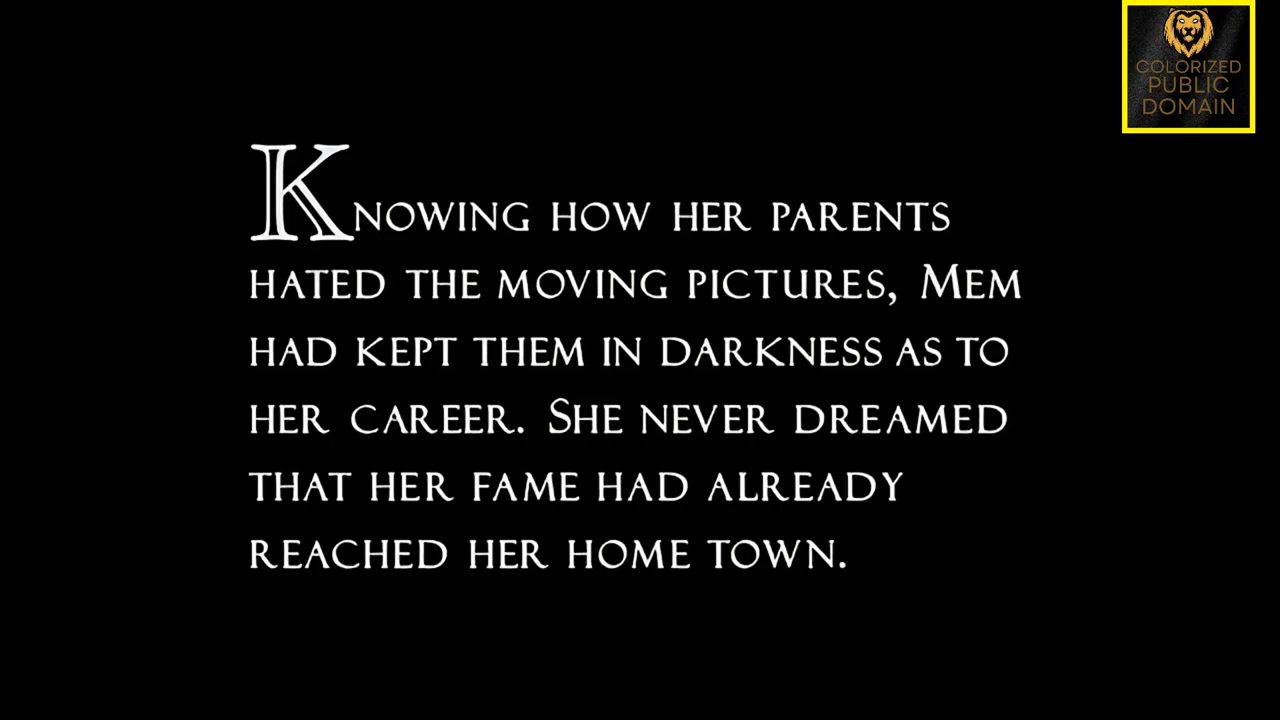 COLORIZED
PUBLIC
DOMAIN
Knowing how her parents
hated the moving pictures, Mem
had kept them in darkness as to
her career. She never dreamed
that her fame had already
reached her home town.